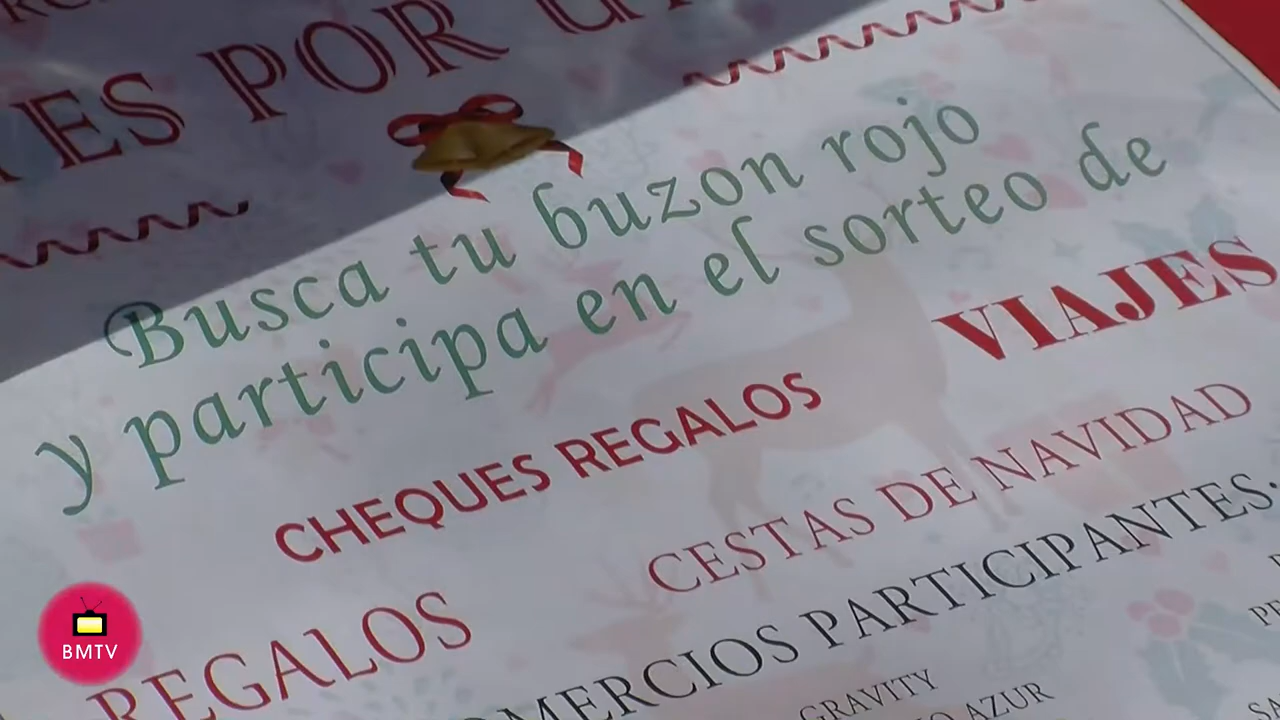 ES POR
Busca tu buzon rojo
y participa en el sorteo de
VIAJES
CHEQUES REGALOS
CESTAS DE NAVIDAD
REGALOS
OMERCIOS PARTICIPANTES.
GRAVITY
AZUR
BMTV